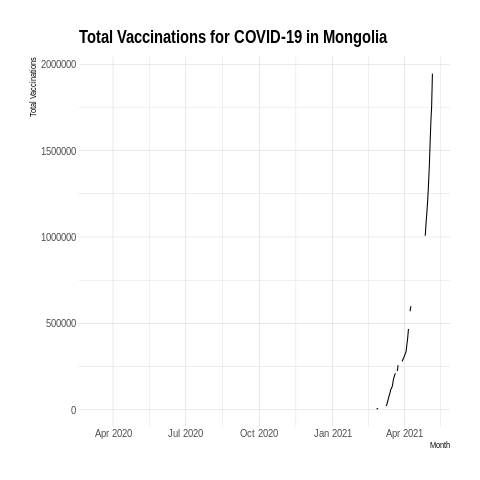 Total Vaccinations for COVID-19 in Mongolia
Total Vaccinations
2000000
1500000
1000000
500000
0
Apr 2020 Jul 2020 Oct 2020 Jan 2021 Apr 2021
Month